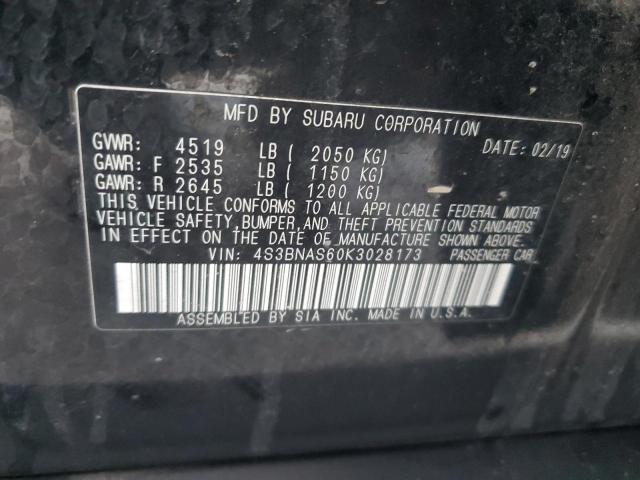 MFD BY SUBARU CORPORATION
GVWR: 4519 LB ( 2050 KG) DATE: 02/19
GAWR: F 2535 LB ( 1150 KG)
GAWR: R 2645 LB ( 1200 KG)
THIS VEHICLE CONFORMS TO ALL APPLICABLE FEDERAL MOTOR
VEHICLE SAFETY, BUMPER, AND THEFT PREVENTION STANDARDS
IN EFFECT ON THE DATE OF MANUFACTURE SHOWN ABOVE.
VIN: 4S3BNAS60K3028173 PASSENGER CAR
ASSEMBLED BY SIA INC. MADE IN U.S.A.